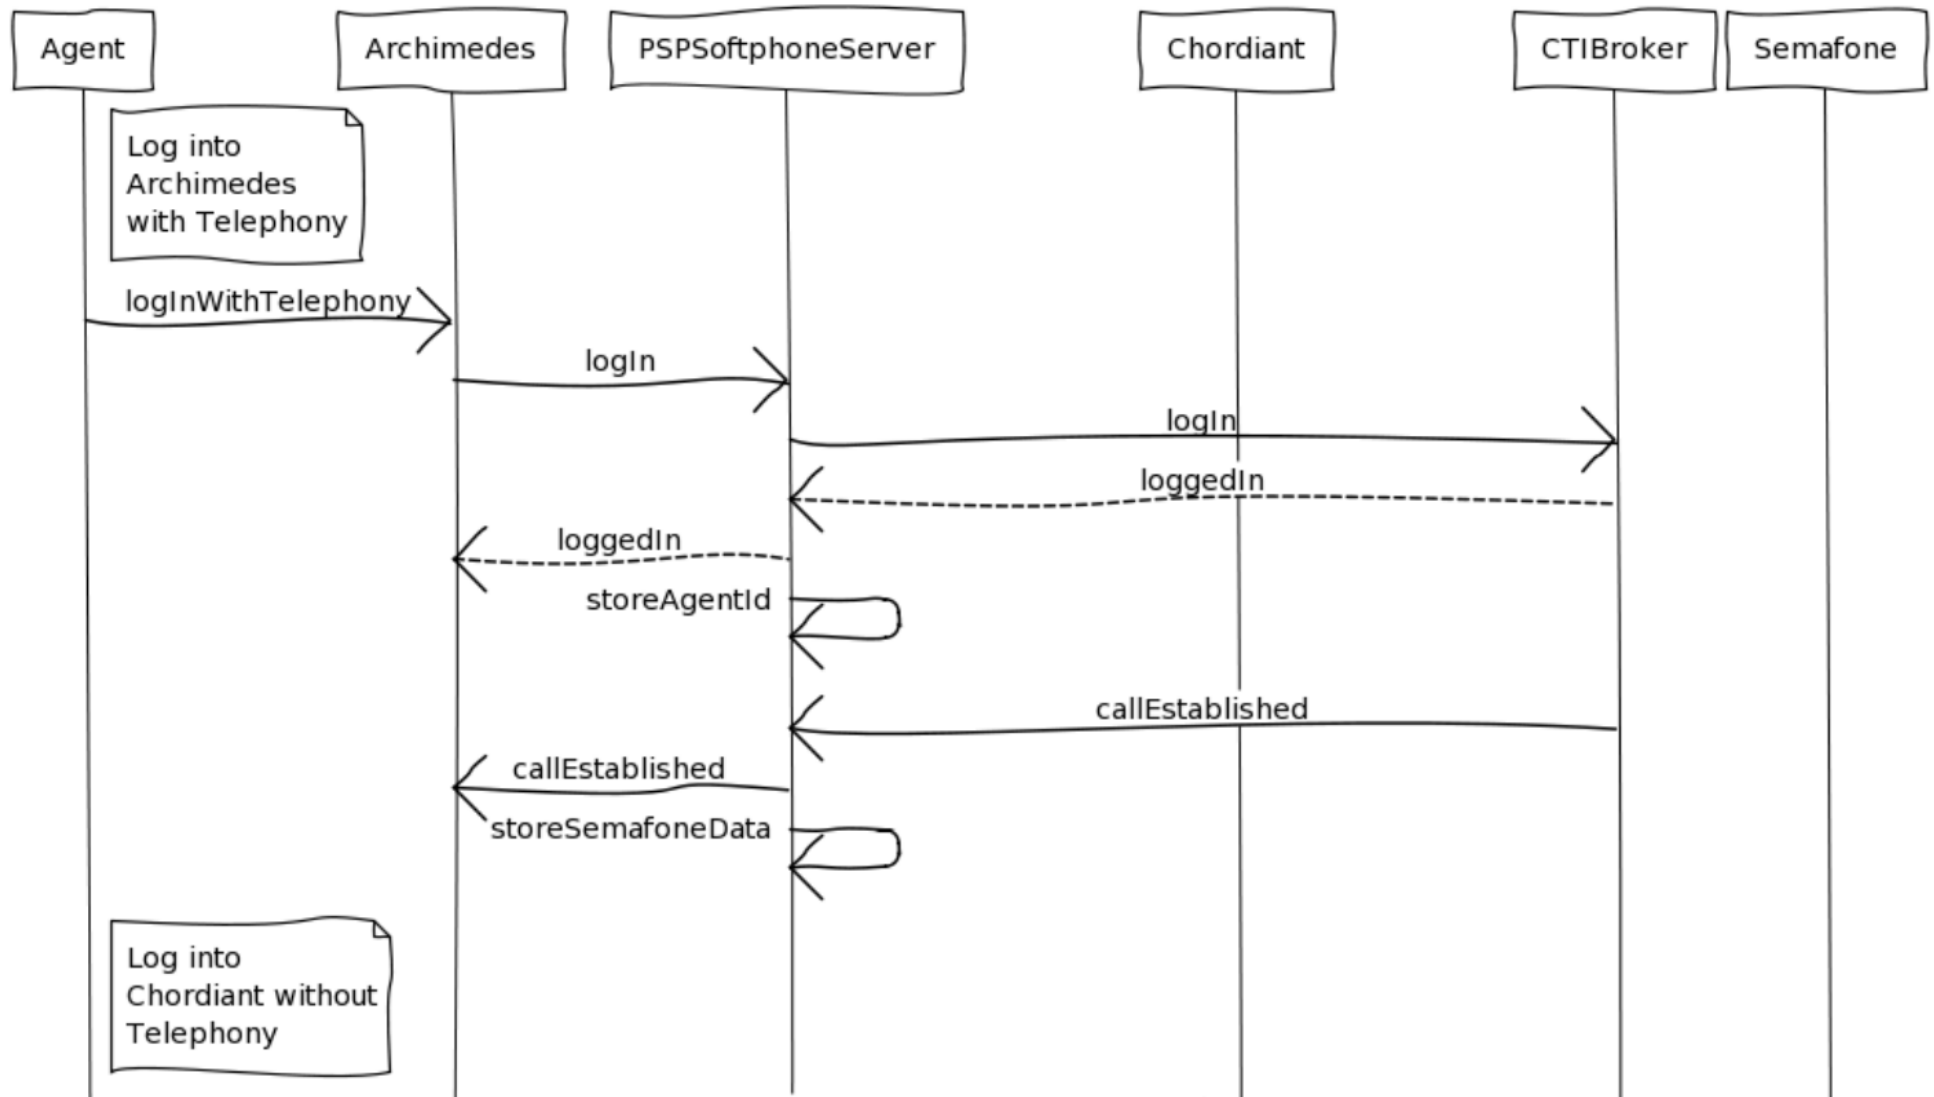 Agent
Archimedes
PSPSoftphoneServer
Chordiant
CTIBroker
Semafone
Log into
Archimedes
with Telephony
logInWithTelephony
logIn
logIn
loggedIn
loggedIn
storeAgentId
callEstablished
callEstablished
storeSemafoneData
Log into
Chordiant without
Telephony